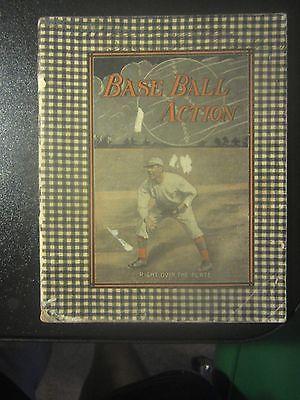 BASE BALL
ACTION
RIGHT OVER THE PLATE